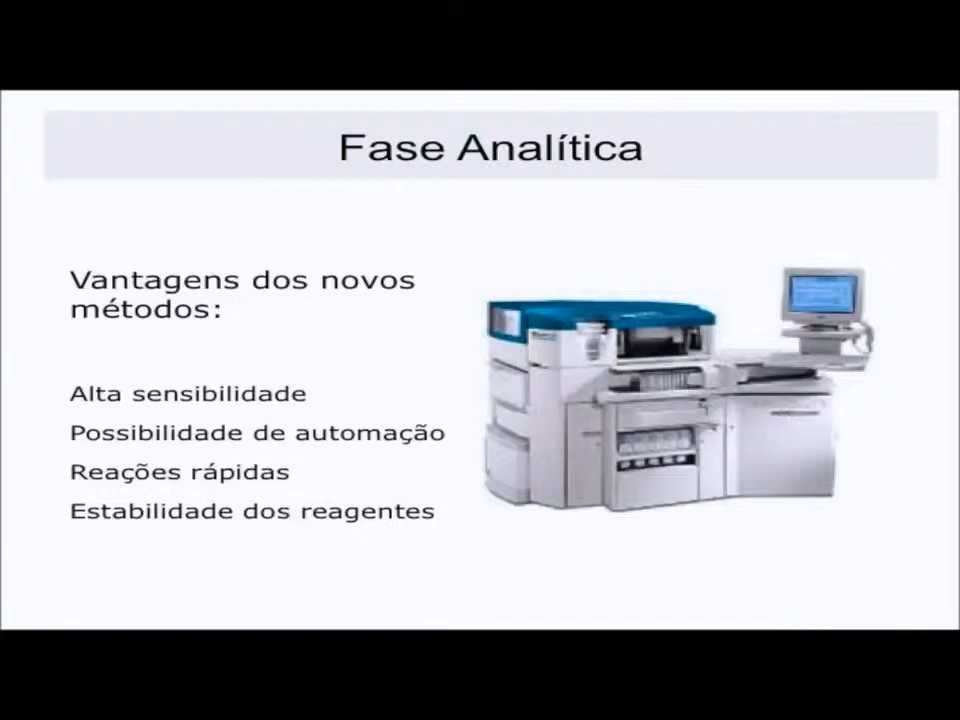 Fase Analítica
Vantagens dos novos
métodos:
Alta sensibilidade
Possibilidade de automação
Reações rápidas
Estabilidade dos reagentes